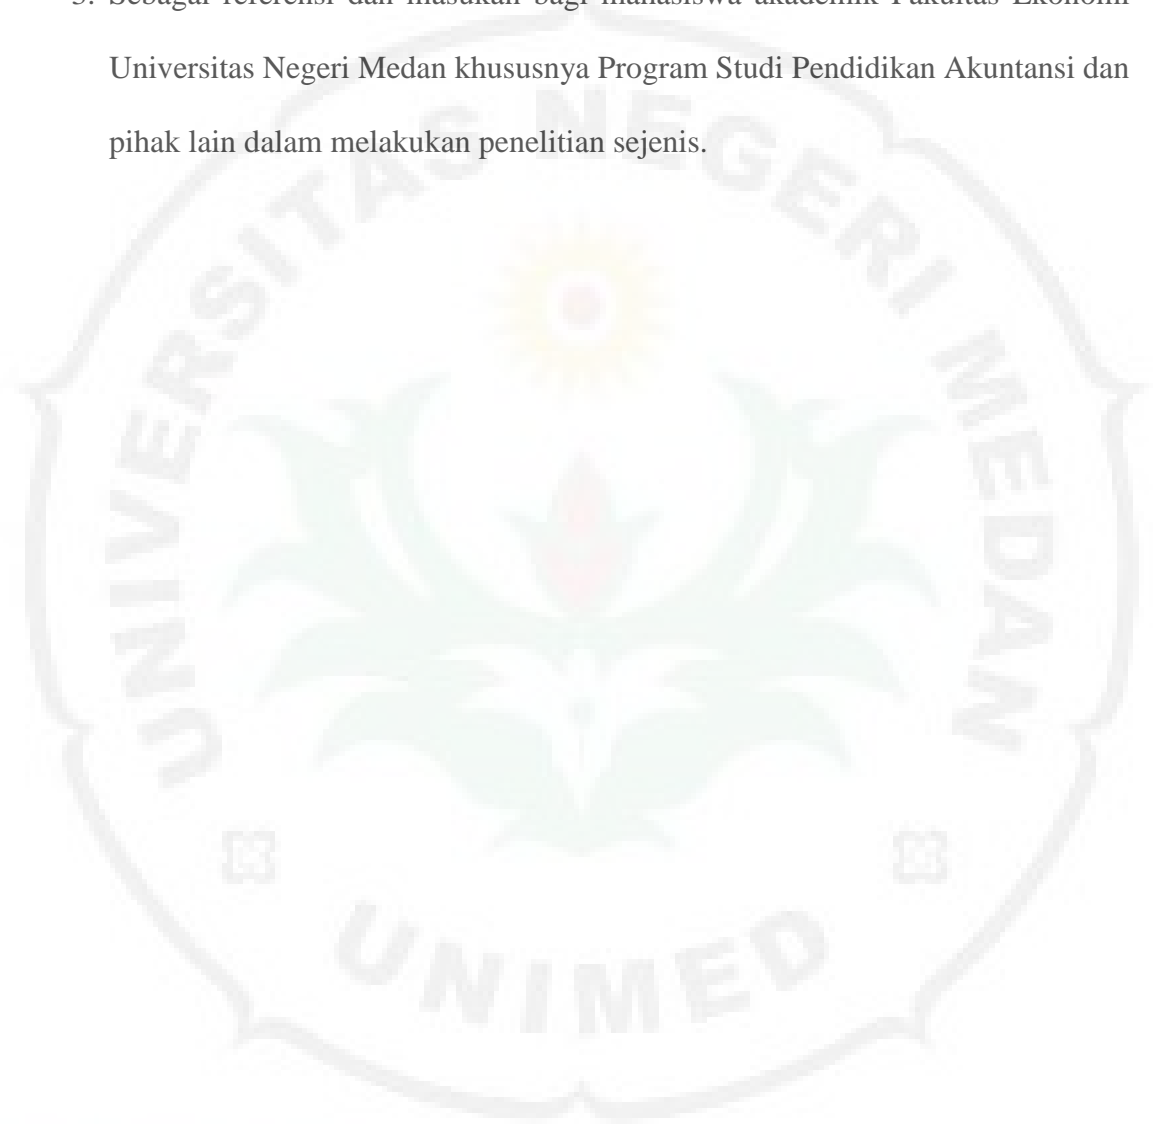 Sebagai referensi dan masukan bagi mahasiswa akademik Fakultas Ekonomi
Universitas Negeri Medan khususnya Program Studi Pendidikan Akuntansi dan
pihak lain dalam melakukan penelitian sejenis.
UNIVERSITAS NEGERI MEDAN
UNIMED